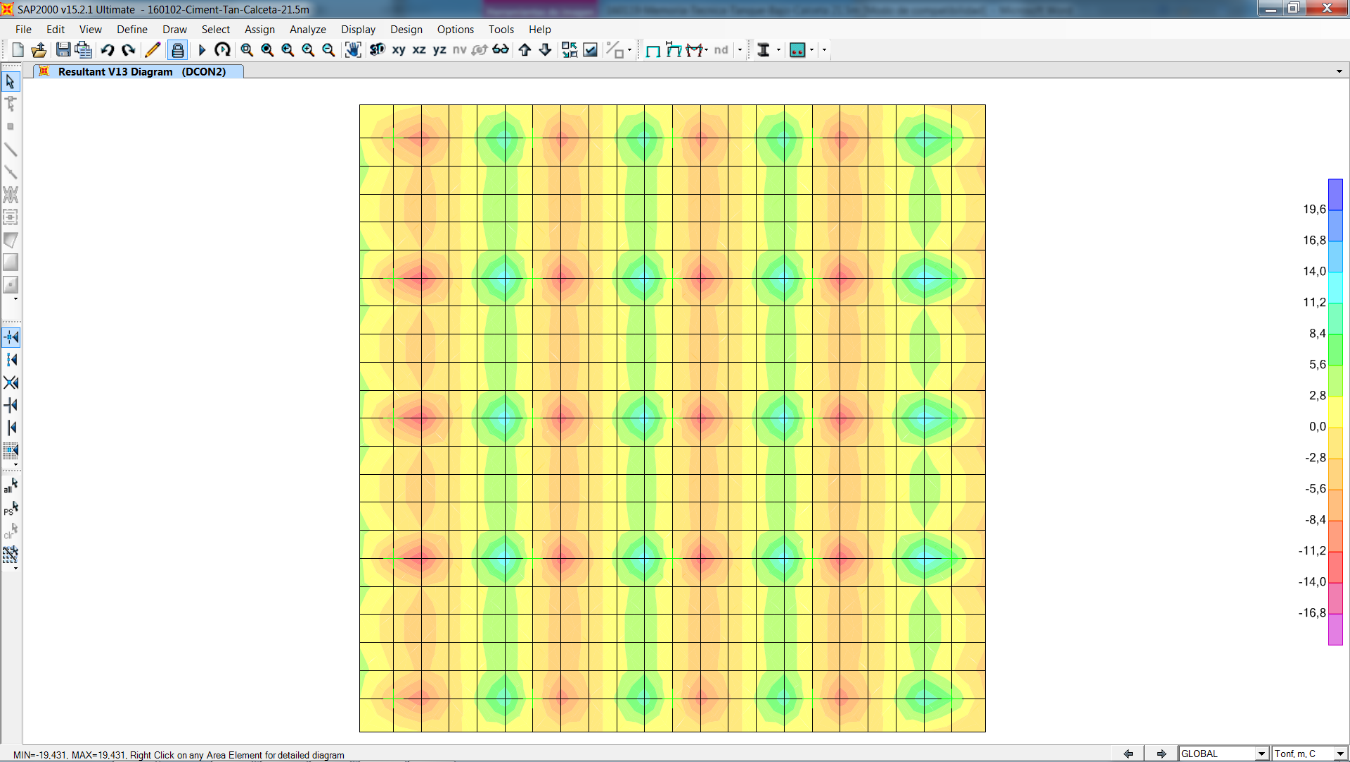 SAP2000 v15.2.1 Ultimate - 160102-Ciment-Tan-Calceta-21.5m
File Edit View Define Draw Select Assign Analyze Display Design Options Tools Help
3D xy xz yz nv nd
Resultant V13 Diagram (DCON2)
all
PS
clr
19,6
16,8
14,0
11,2
8,4
5,6
2,8
0,0
-2,8
-5,6
-8,4
-11,2
-14,0
-16,8
MIN=-19,431, MAX=19,431, Right Click on any Area Element for detailed diagram
GLOBAL
Tonf, m, C